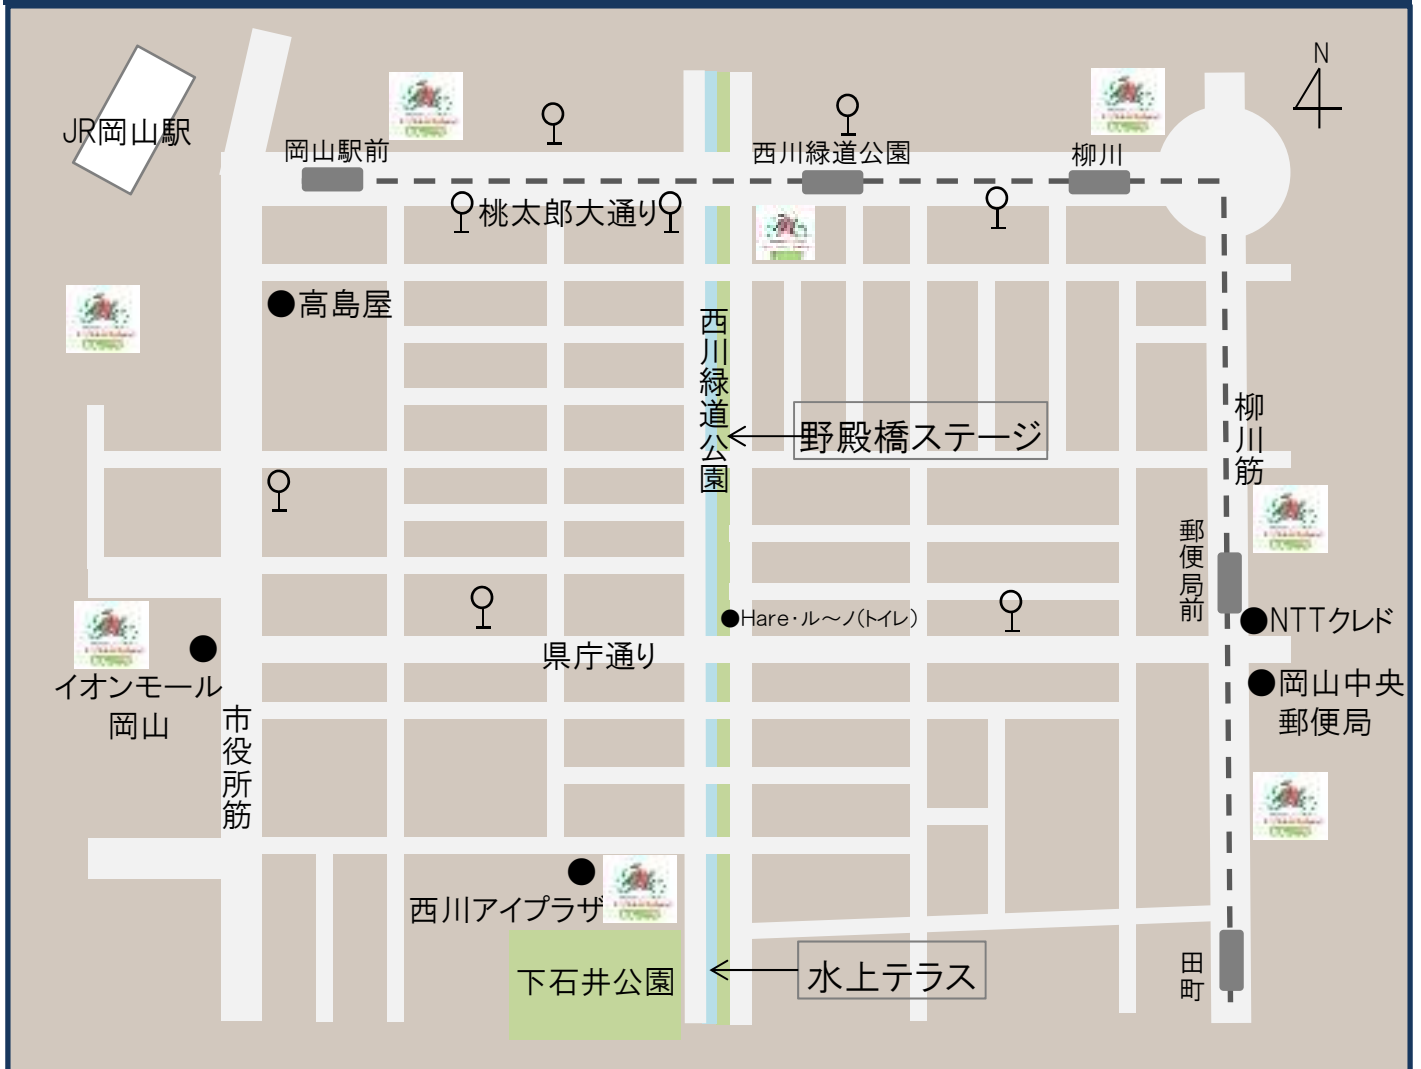 N
JR岡山駅
岡山駅前
西川緑道公園
柳川
桃太郎大通り
高島屋
西川緑道公園
野殿橋ステージ
柳川筋
郵便局前
Hare・ル〜ノ(トイレ)
NTTクレド
県庁通り
イオンモール
岡山
岡山中央
郵便局
市役所筋
西川アイプラザ
下石井公園
水上テラス
田町